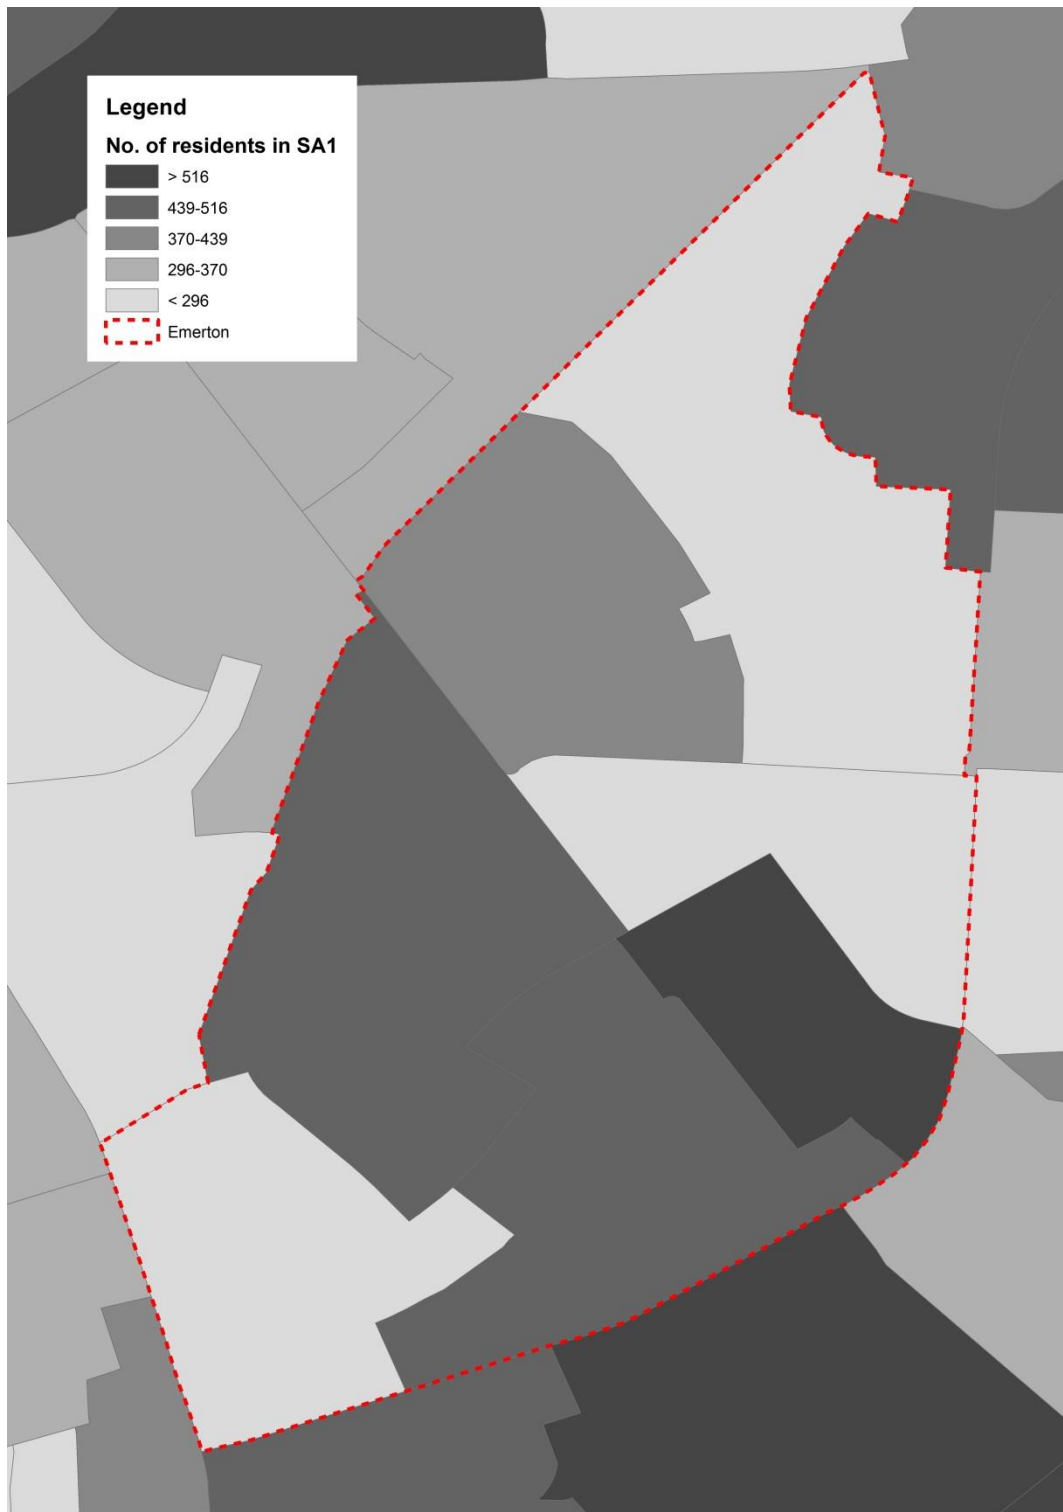 Legend
No. of residents in SA1
> 516
439-516
370-439
296-370
< 296
Emerton